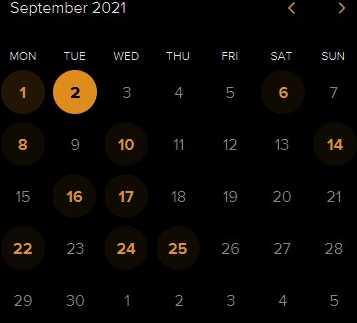 September 2021
MON TUE WED THU FRI SAT SUN
1 2 3 4 5 6 7
8 9 10 11 12 13 14
15 16 17 18 19 20 21
22 23 24 25 26 27 28
29 30 1 2 3 4 5